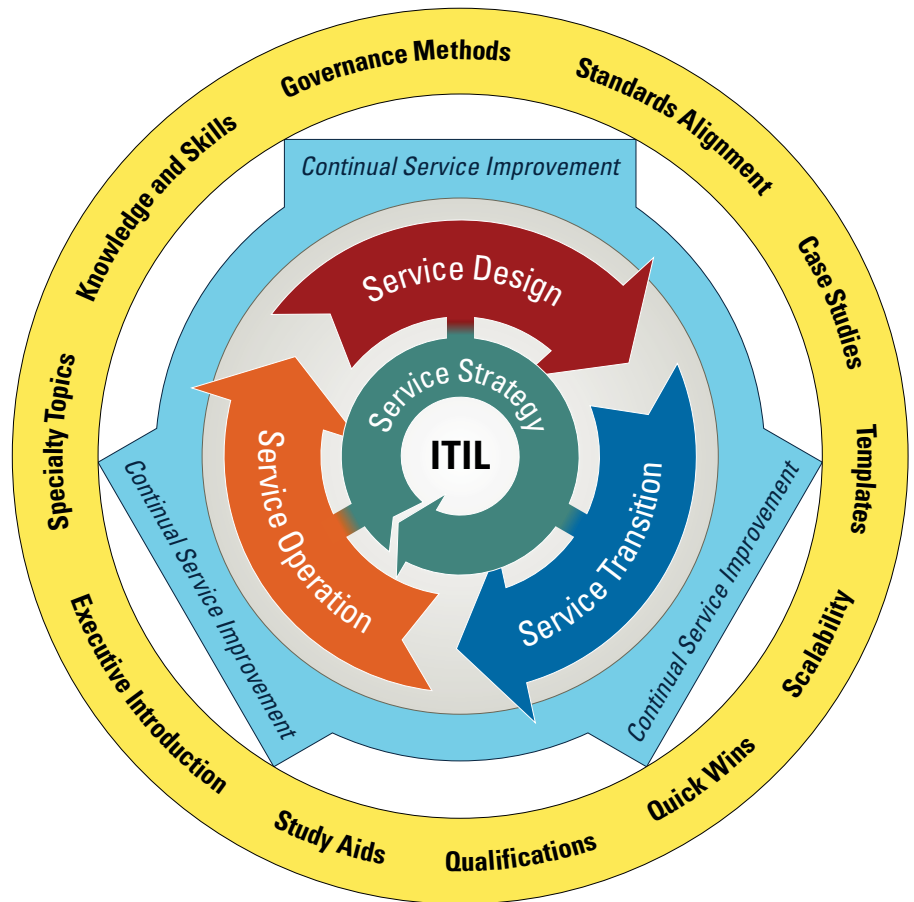 Governance Methods
Standards Alignment
Case Studies
Templates
Scalability
Quick Wins
Qualifications
Study Aids
Executive Introduction
Specialty Topics
Knowledge and Skills
Continual Service Improvement
Continual Service Improvement
Continual Service Improvement
Service Design
Service Transition
Service Operation
Service Strategy
ITIL